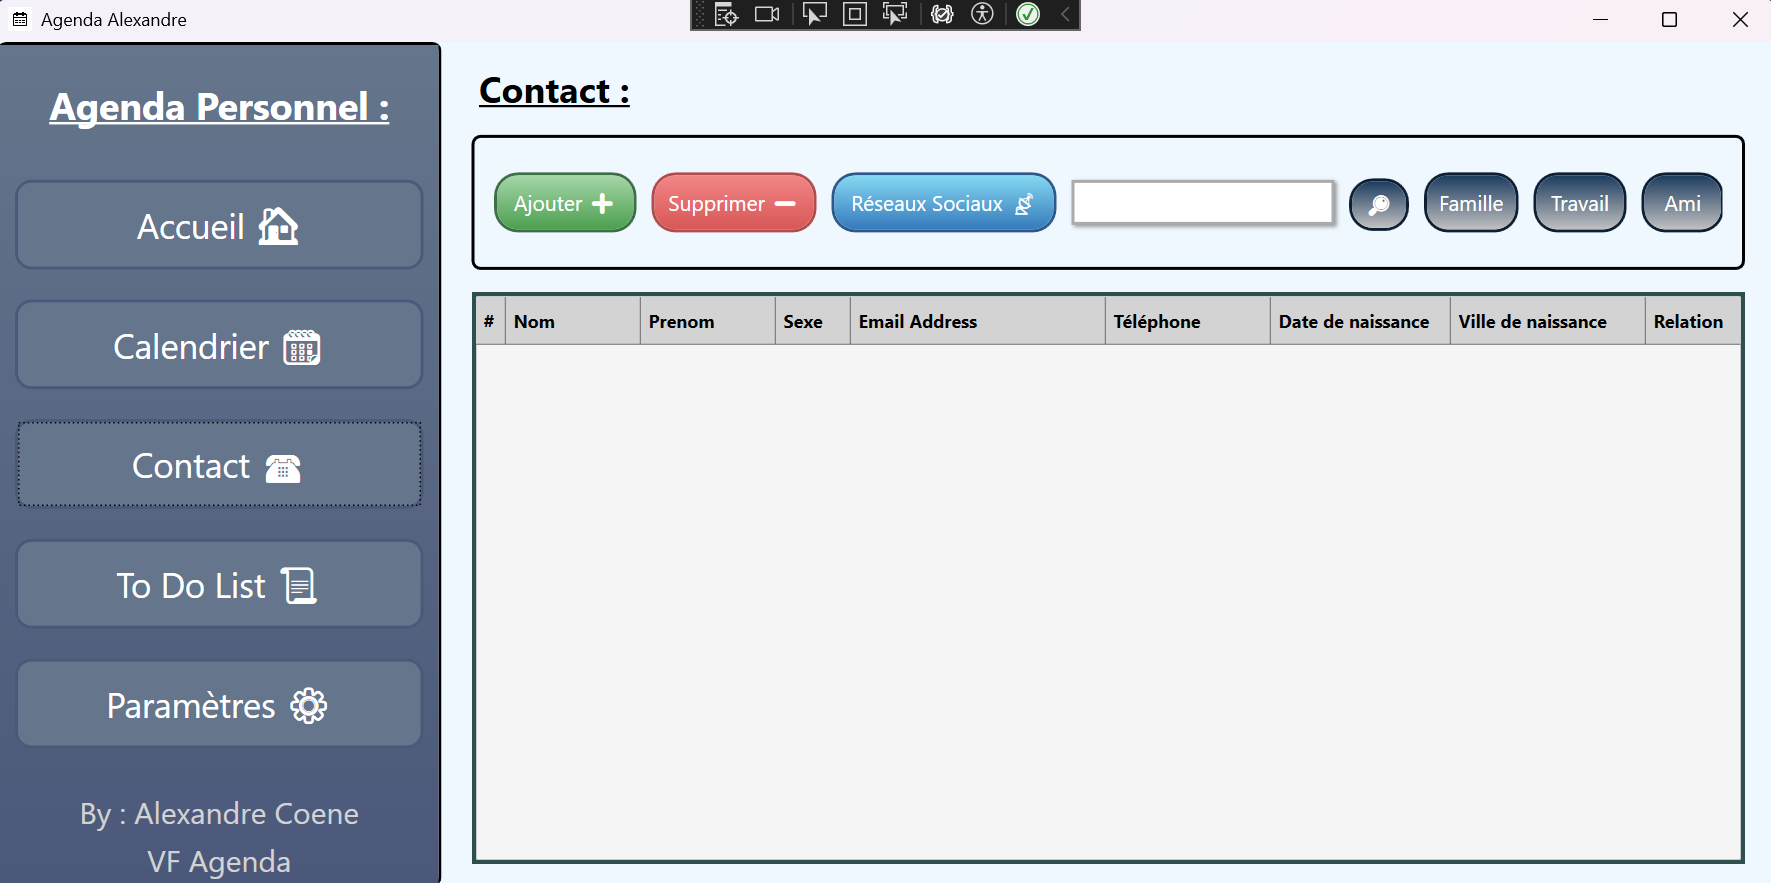 Agenda Alexandre
Agenda Personnel :
Accueil
Calendrier
Contact
To Do List
Paramètres
By : Alexandre Coene
VF Agenda
Contact :
Ajouter Supprimer Réseaux Sociaux Famille Travail Ami
# Nom Prenom Sexe Email Address Téléphone Date de naissance Ville de naissance Relation